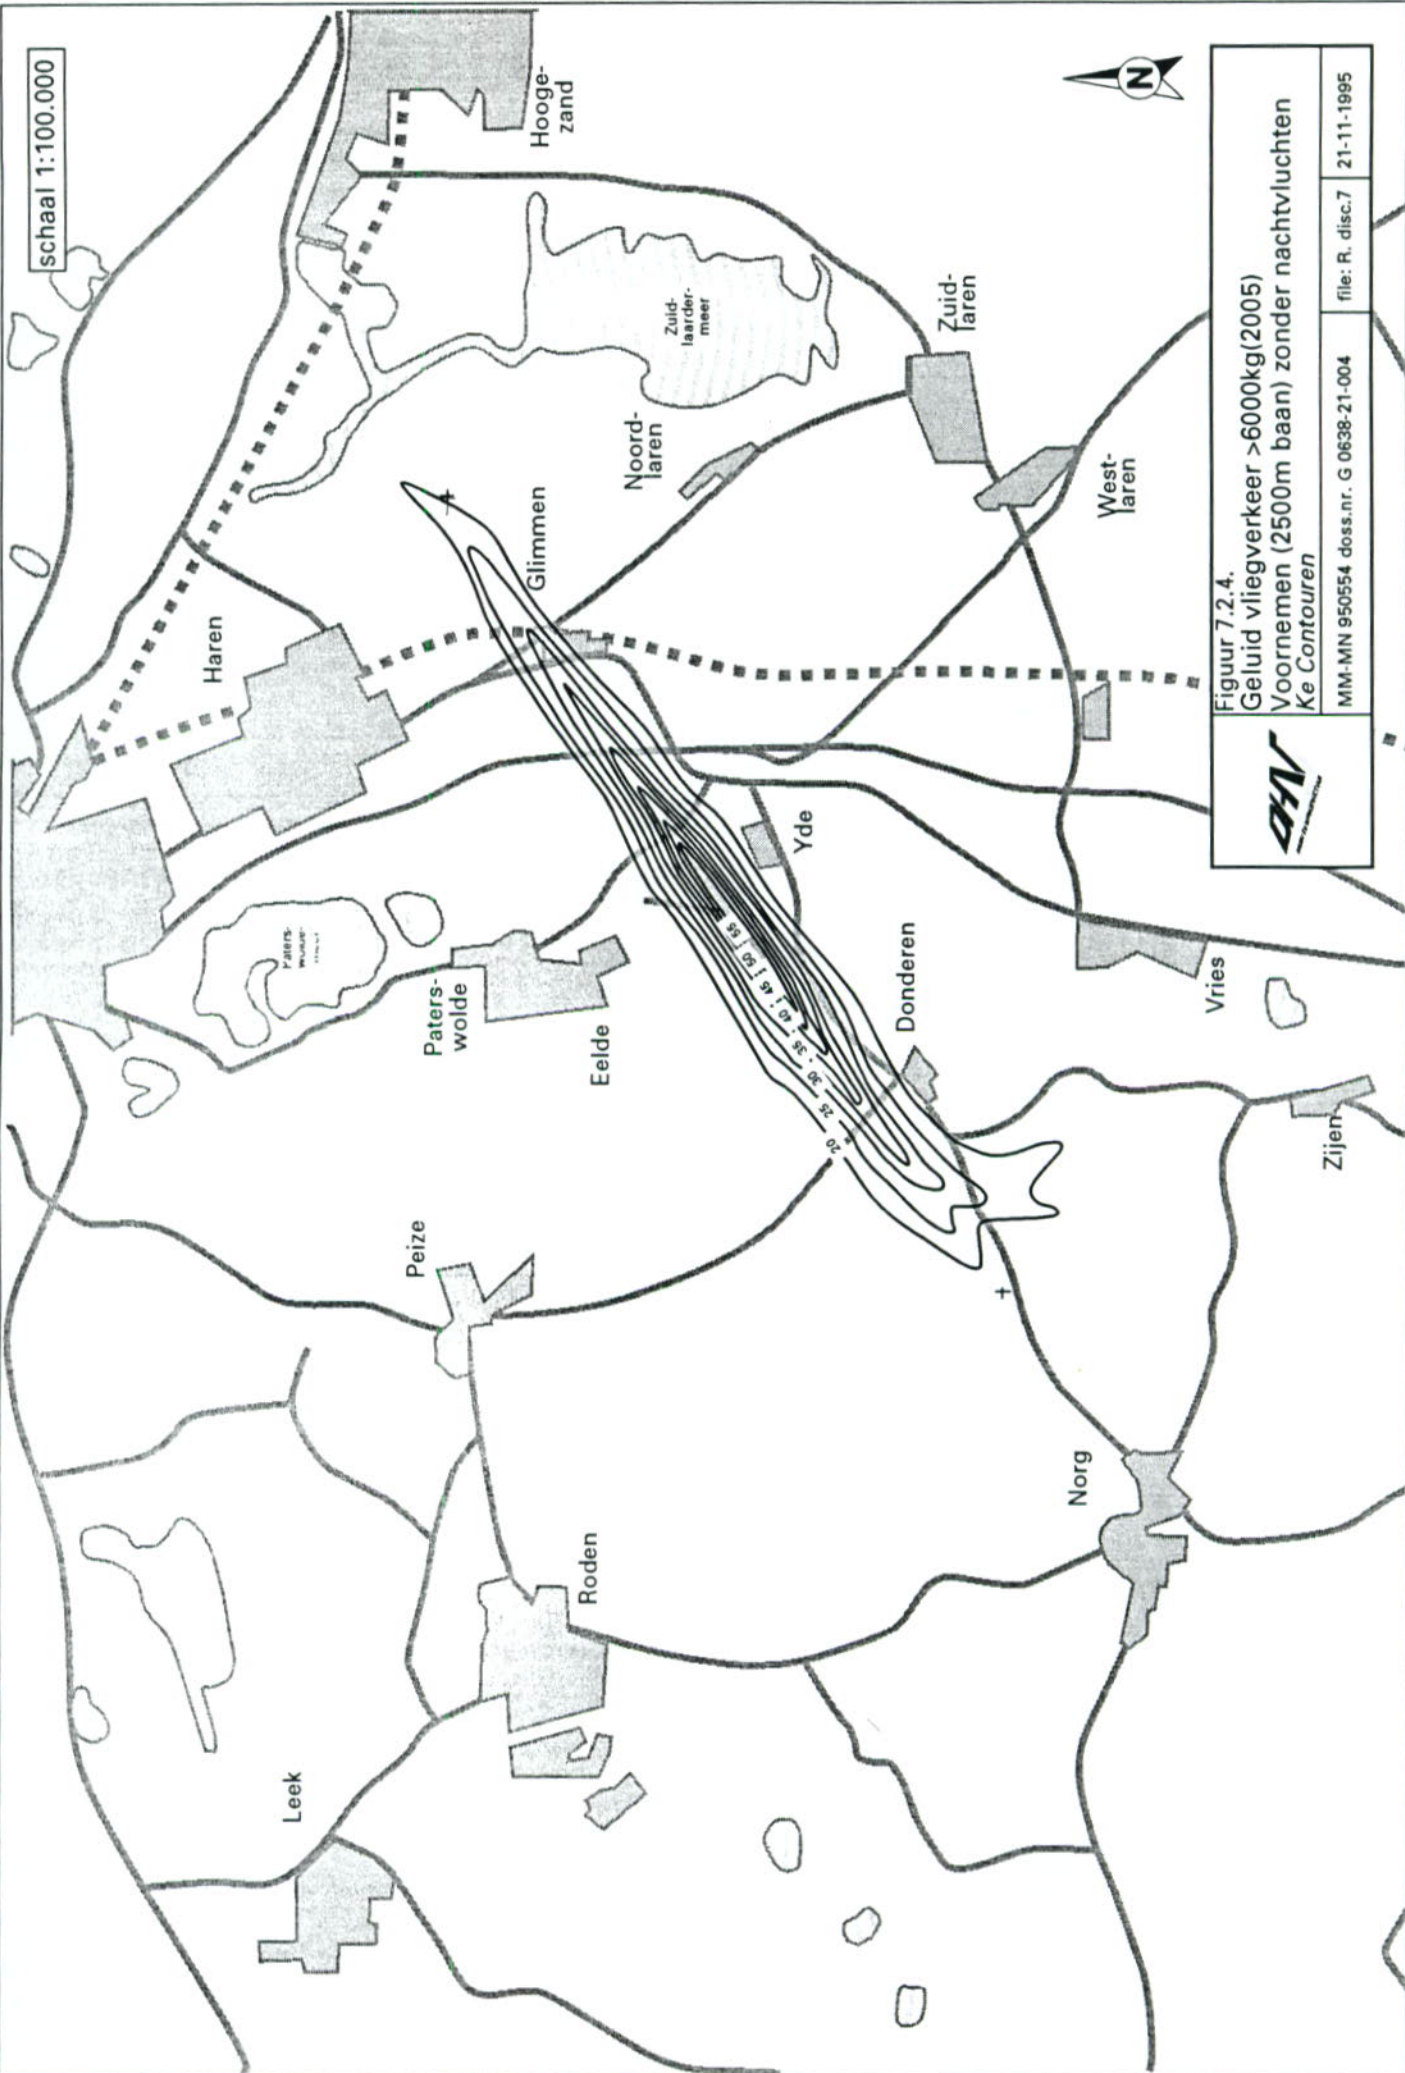 schaal 1:100.000
Hooge-
zand
Haren
Zuid-
laarder-
meer
Noord-
laren
Glimmen
Zuid-
laren
West-
laren
Paters-
Paters-
wolde
Eelde
Yde
Donderen
Vries
Zijen
Peize
Norg
Roden
Leek
55
50
45
40
35
30
25
20
N
Figuur 7.2.4.
Geluid vliegverkeer >6000kg(2005)
Voornemen (2500m baan) zonder nachtvluchten
Ke Contouren
MM-MN 950554 doss.nr. G 0638-21-004
file: R. disc.7
21-11-1995
DHV